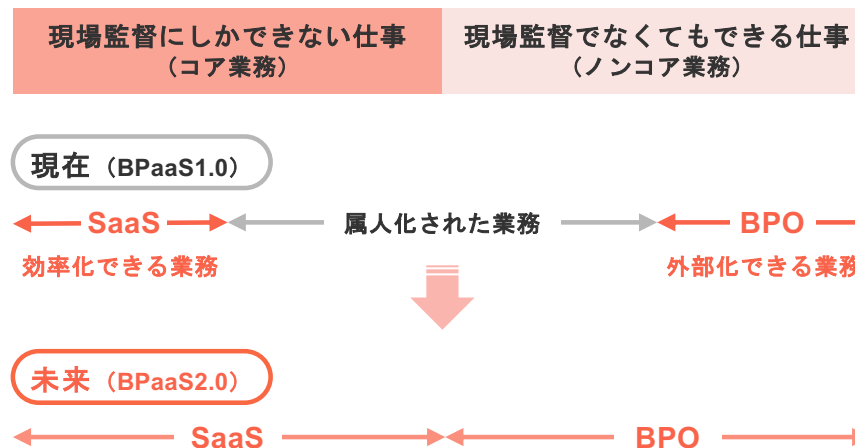 現場監督にしかできない仕事
（コア業務）
現場監督でなくてもできる仕事
（ノンコア業務）
現在（BPaaS1.0）
SaaS
属人化された業務
BPO
効率化できる業務
外部化できる業務
未来（BPaaS2.0）
SaaS
BPO